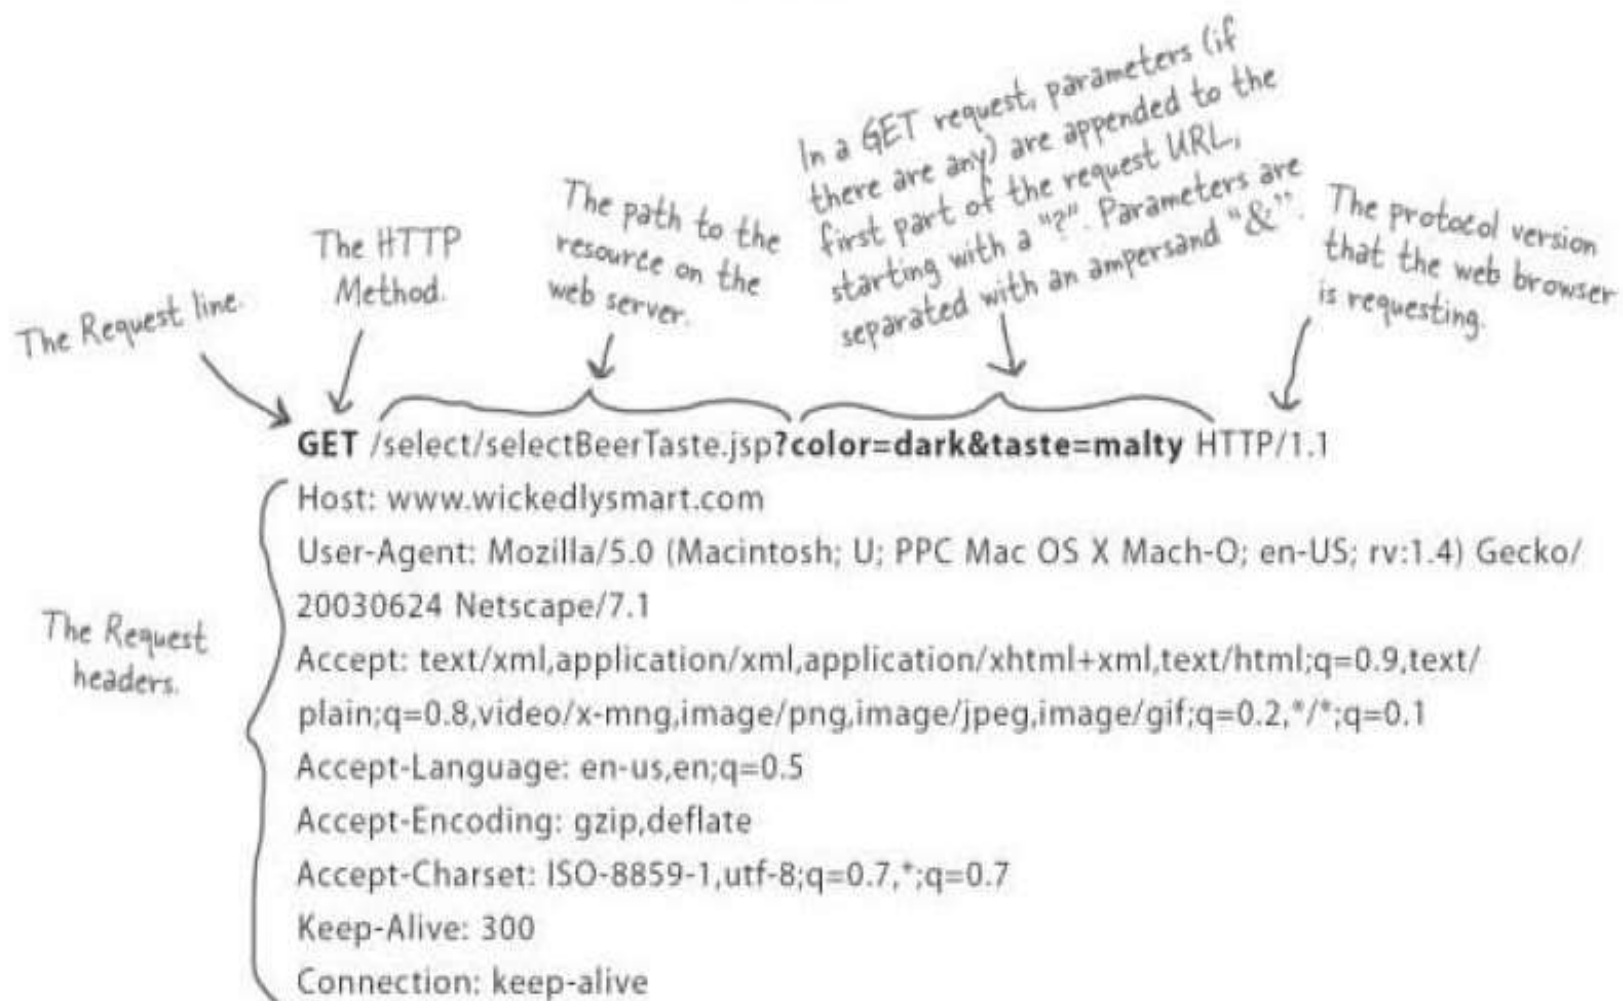 The Request line.
The HTTP
Method.
The path to the
resource on the
web server.
In a GET request, parameters (if
there are any) are appended to the
first part of the request URL,
starting with a "?". Parameters are
separated with an ampersand "&".
The protocol version
that the web browser
is requesting.
GET /select/selectBeerTaste.jsp?color=dark&taste=malty HTTP/1.1
Host: www.wickedlysmart.com
User-Agent: Mozilla/5.0 (Macintosh; U; PPC Mac OS X Mach-O; en-US; rv:1.4) Gecko/
20030624 Netscape/7.1
The Request
headers.
Accept: text/xml,application/xml,application/xhtml+xml,text/html;q=0.9,text/
plain;q=0.8,video/x-mng,image/png,image/jpeg,image/gif;q=0.2,*/*;q=0.1
Accept-Language: en-us,en;q=0.5
Accept-Encoding: gzip,deflate
Accept-Charset: ISO-8859-1,utf-8;q=0.7,*;q=0.7
Keep-Alive: 300
Connection: keep-alive